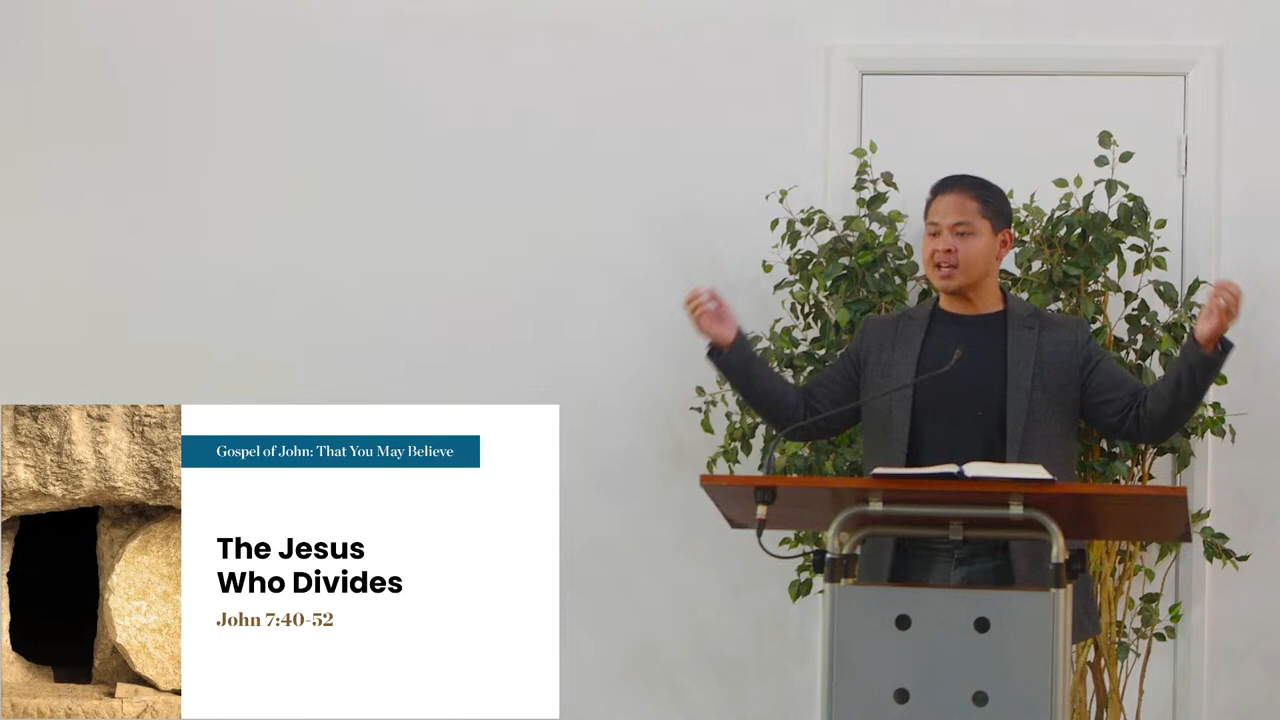 Gospel of John: That You May Believe
The Jesus
Who Divides
John 7:40-52